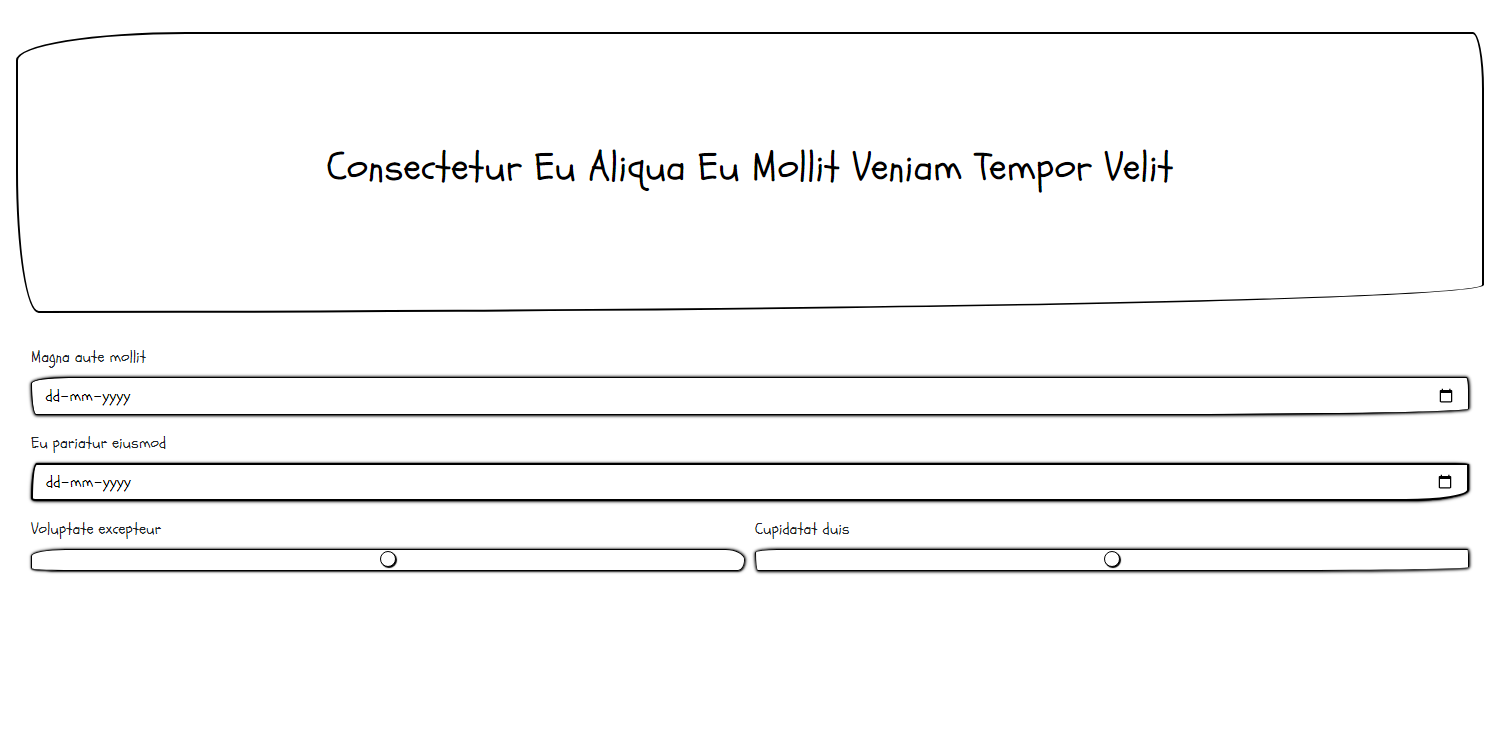 Consectetur Eu Aliqua Eu Mollit Veniam Tempor Velit
Magna aute mollit
dd-mm-yyyy
Eu pariatur eiusmod
dd-mm-yyyy
Voluptate excepteur
Cupidatat duis